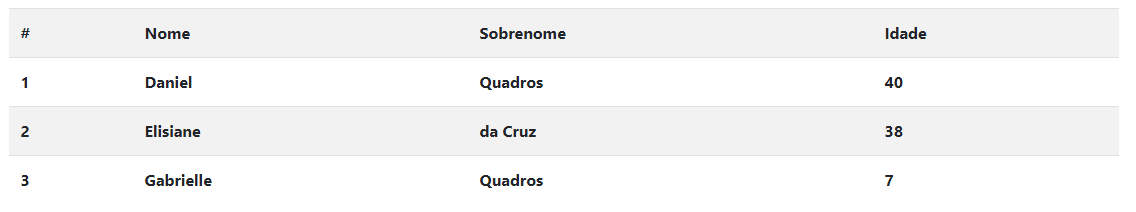 # Nome Sobrenome Idade
1 Daniel Quadros 40
2 Elisiane da Cruz 38
3 Gabrielle Quadros 7